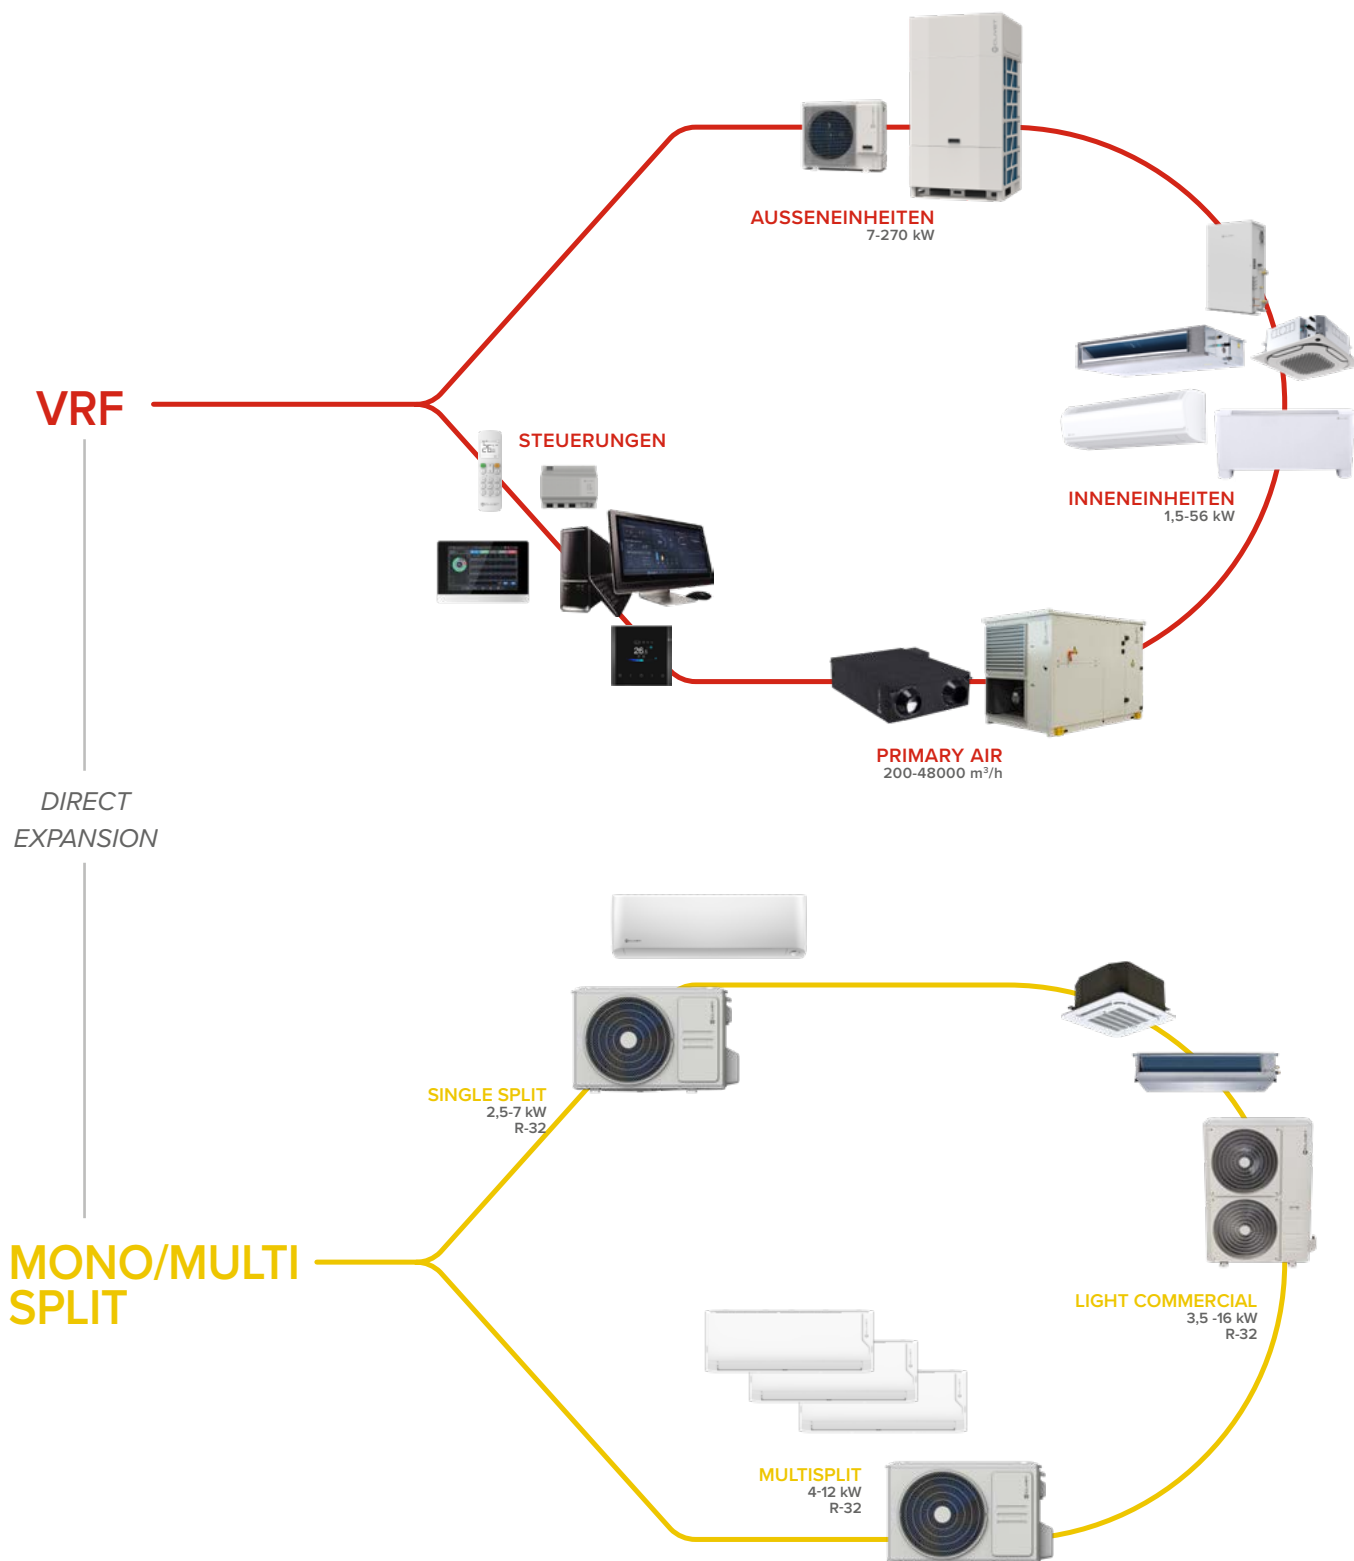 AUSSENEINHEITEN
7-270 kW
VRF
STEUERUNGEN
INNENEINHEITEN
1,5-56 kW
PRIMARY AIR
200-48000 m³/h
DIRECT
EXPANSION
SINGLE SPLIT
2,5-7 kW
R-32
MONO/MULTI
SPLIT
LIGHT COMMERCIAL
3,5 -16 kW
R-32
MULTISPLIT
4-12 kW
R-32